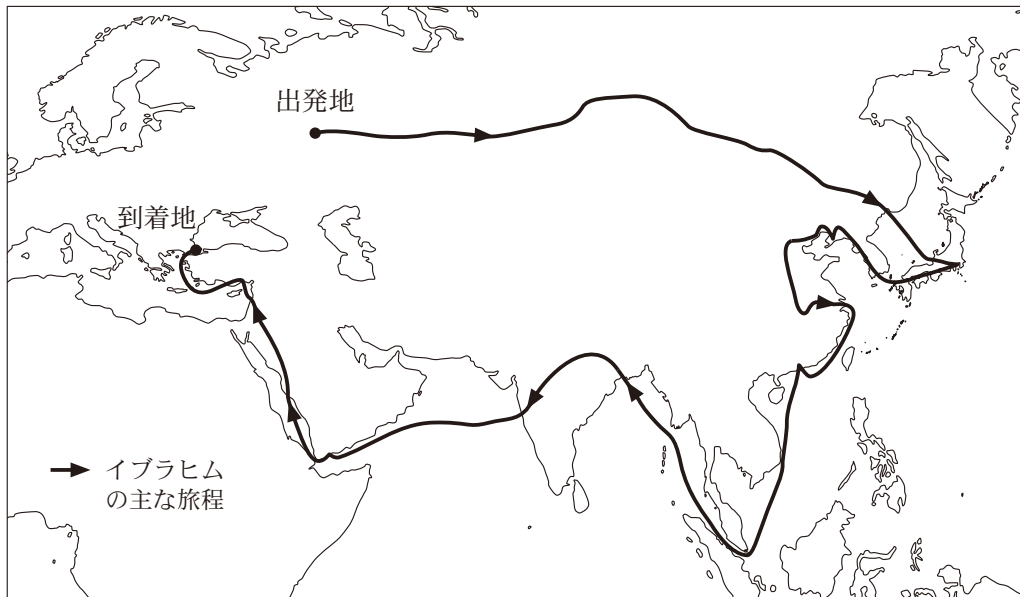 出発地
到着地
イブラヒム
の主な旅程